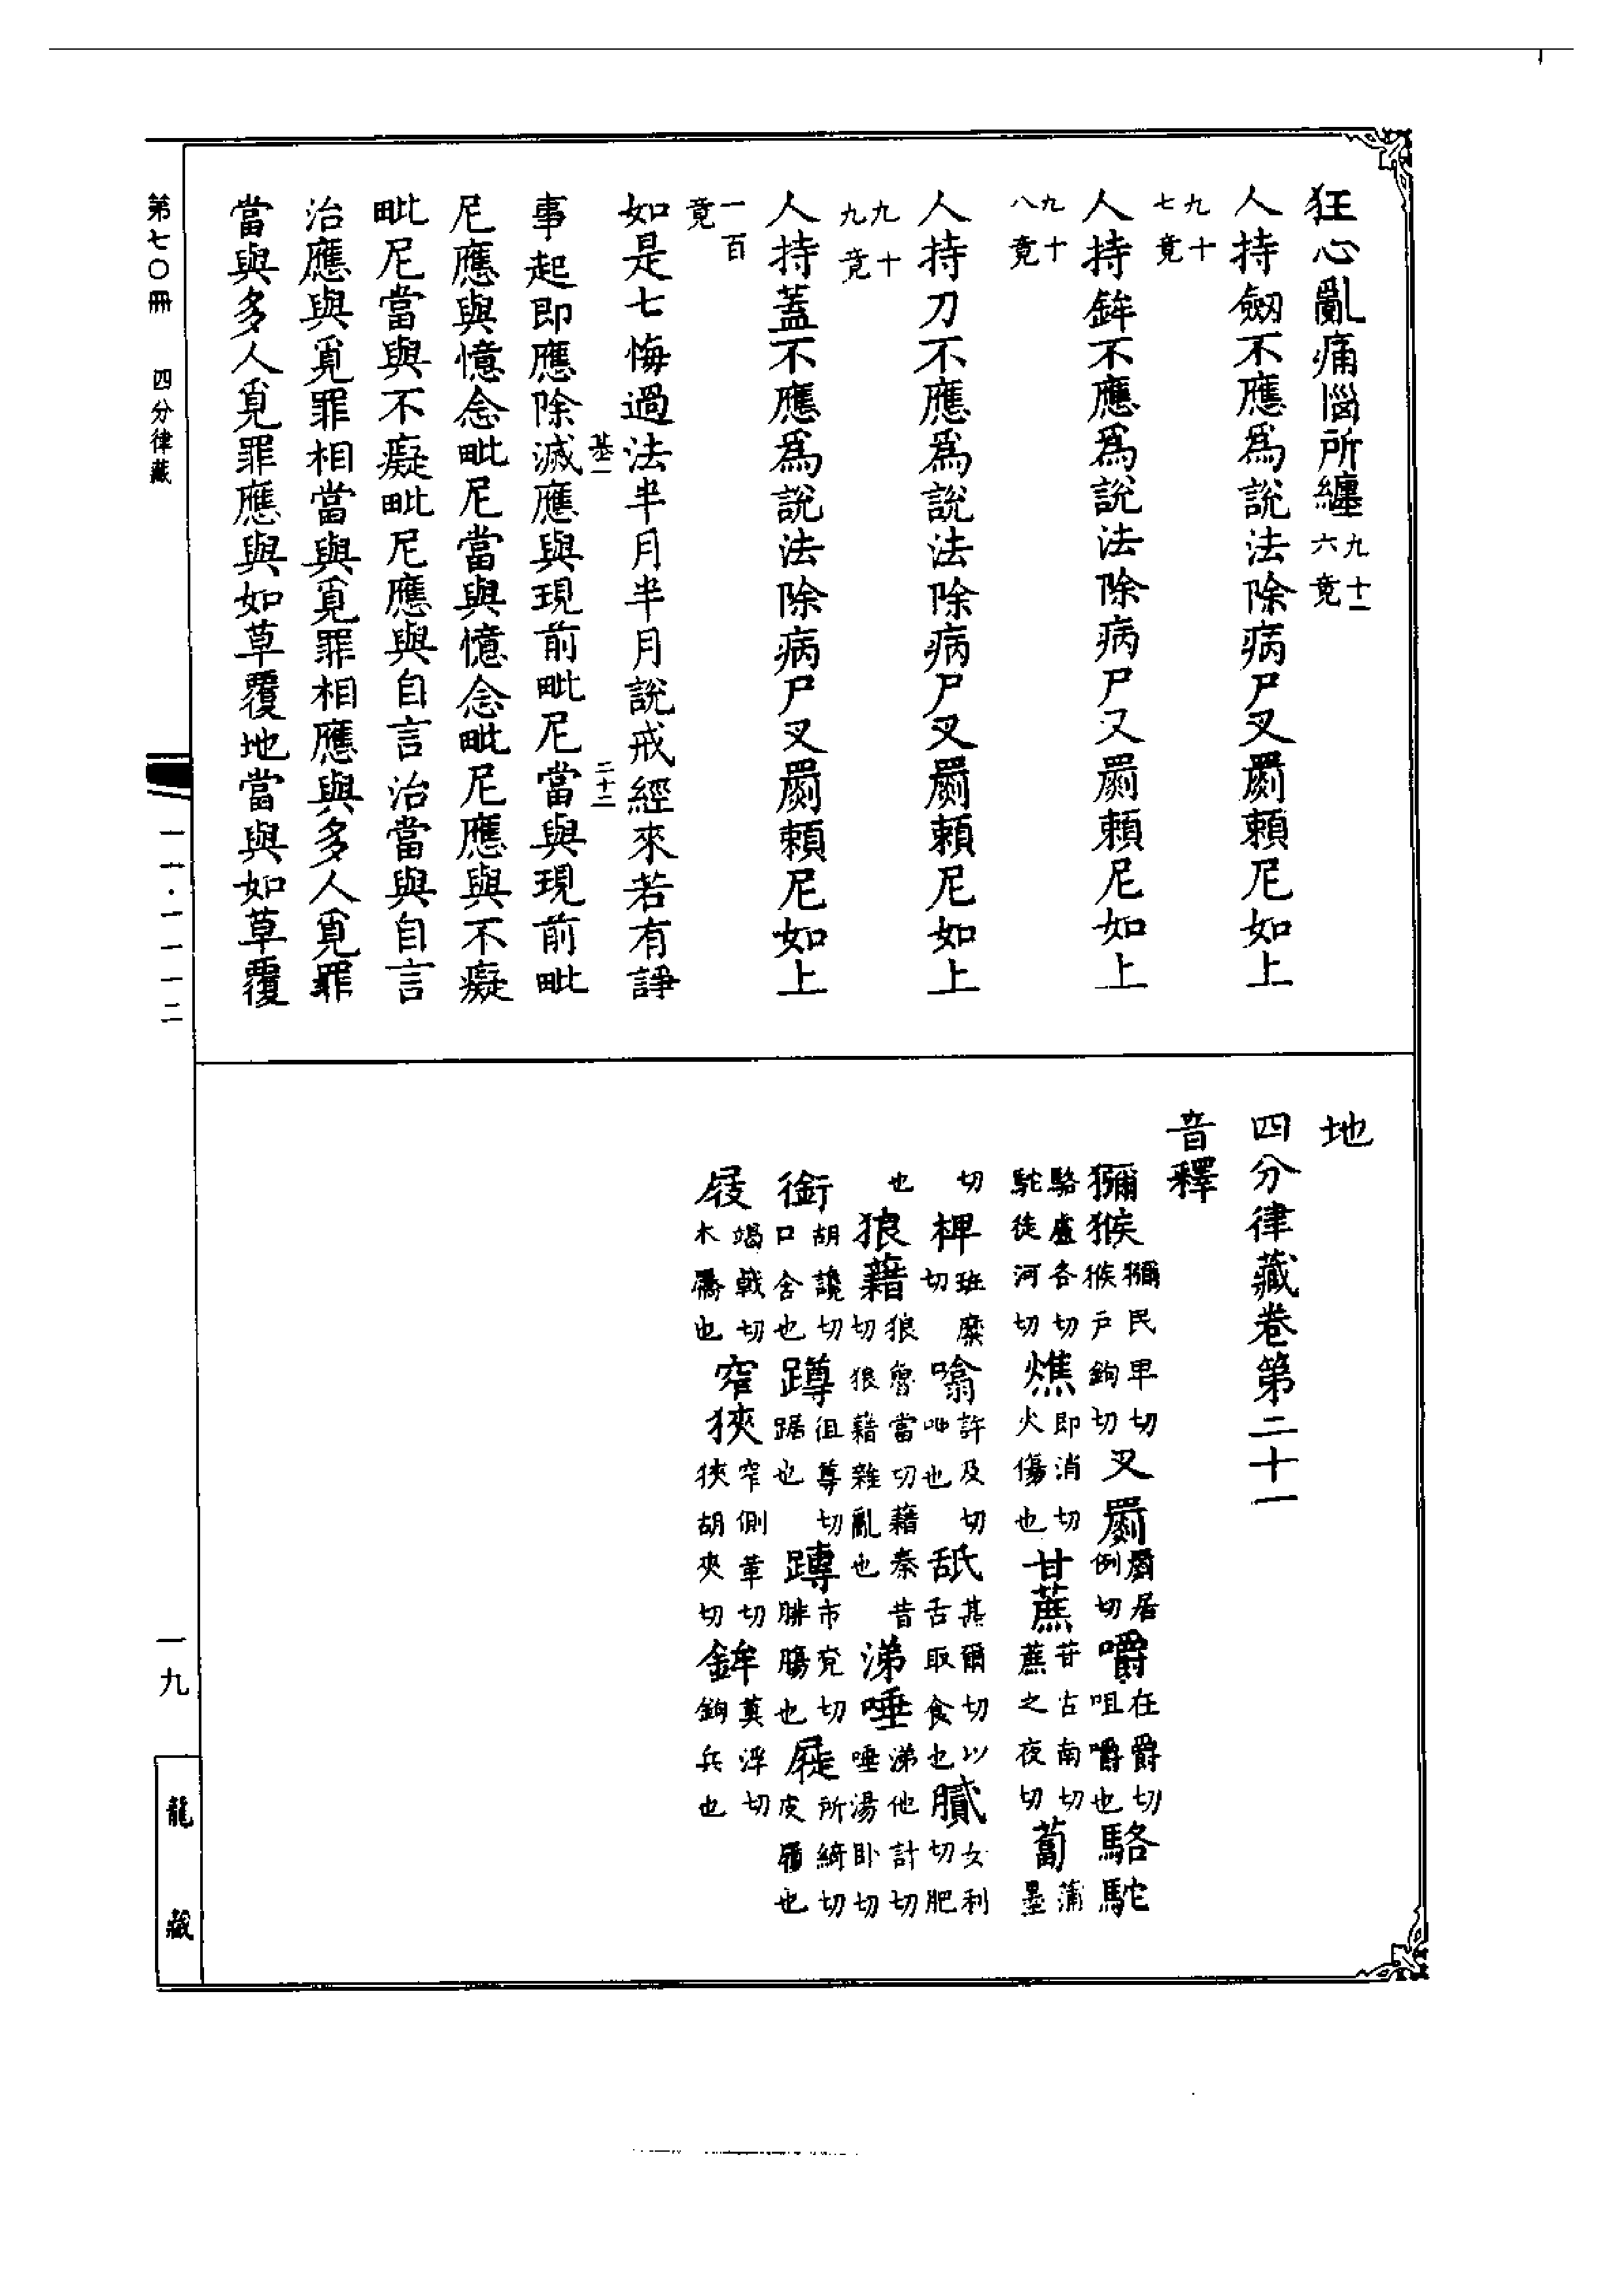 狂心亂痛惱所纏九十六竟
人持劔不應爲說法除病尸叉罽賴尼如上
九十七竟
人持鉾不應爲說法除病尸叉罽賴尼如上
九十八竟
人持刀不應爲說法除病尸叉罽賴尼如上
九十九竟
人持蓋不應爲說法除病尸叉罽賴尼如上
一百竟
如是七悔過法半月半月說戒經來若有諍
事起即應除滅應與現前毗尼當與現前毗
尼應與憶念毗尼當與憶念毗尼應與不癡
毗尼當與不癡毗尼應與自言治當與自言
治應與覓罪相當與覓罪相應與多人覓罪
當與多人覓罪應與如草覆地當與如草覆
地
四分律藏卷第二十一
音釋
獼猴獼民卑切猴戶鉤切叉罽罽居例切嚼在爵切咀嚼也駱駝
駱盧各切駝徒河切燋即消切火傷也甘蔗甘古南切蔗之夜切蔔蒲墨
切椑班糜切噏許及切呷也舐甚爾切以舌取食也膩女利切肥
也狼藉狼魯當切藉秦昔切狼藉雜亂也涕唾涕他計切唾湯臥切
銜胡讒切口含也蹲徂尊切踞也𨄔市兗切腓膓也屣所綺切皮屨也
屐竭戟切木屩也窄狹窄側革切狹胡夾切鉾莫浮切鉤兵也
第七〇冊
四分律藏
一一·一一一二
一九
龍藏